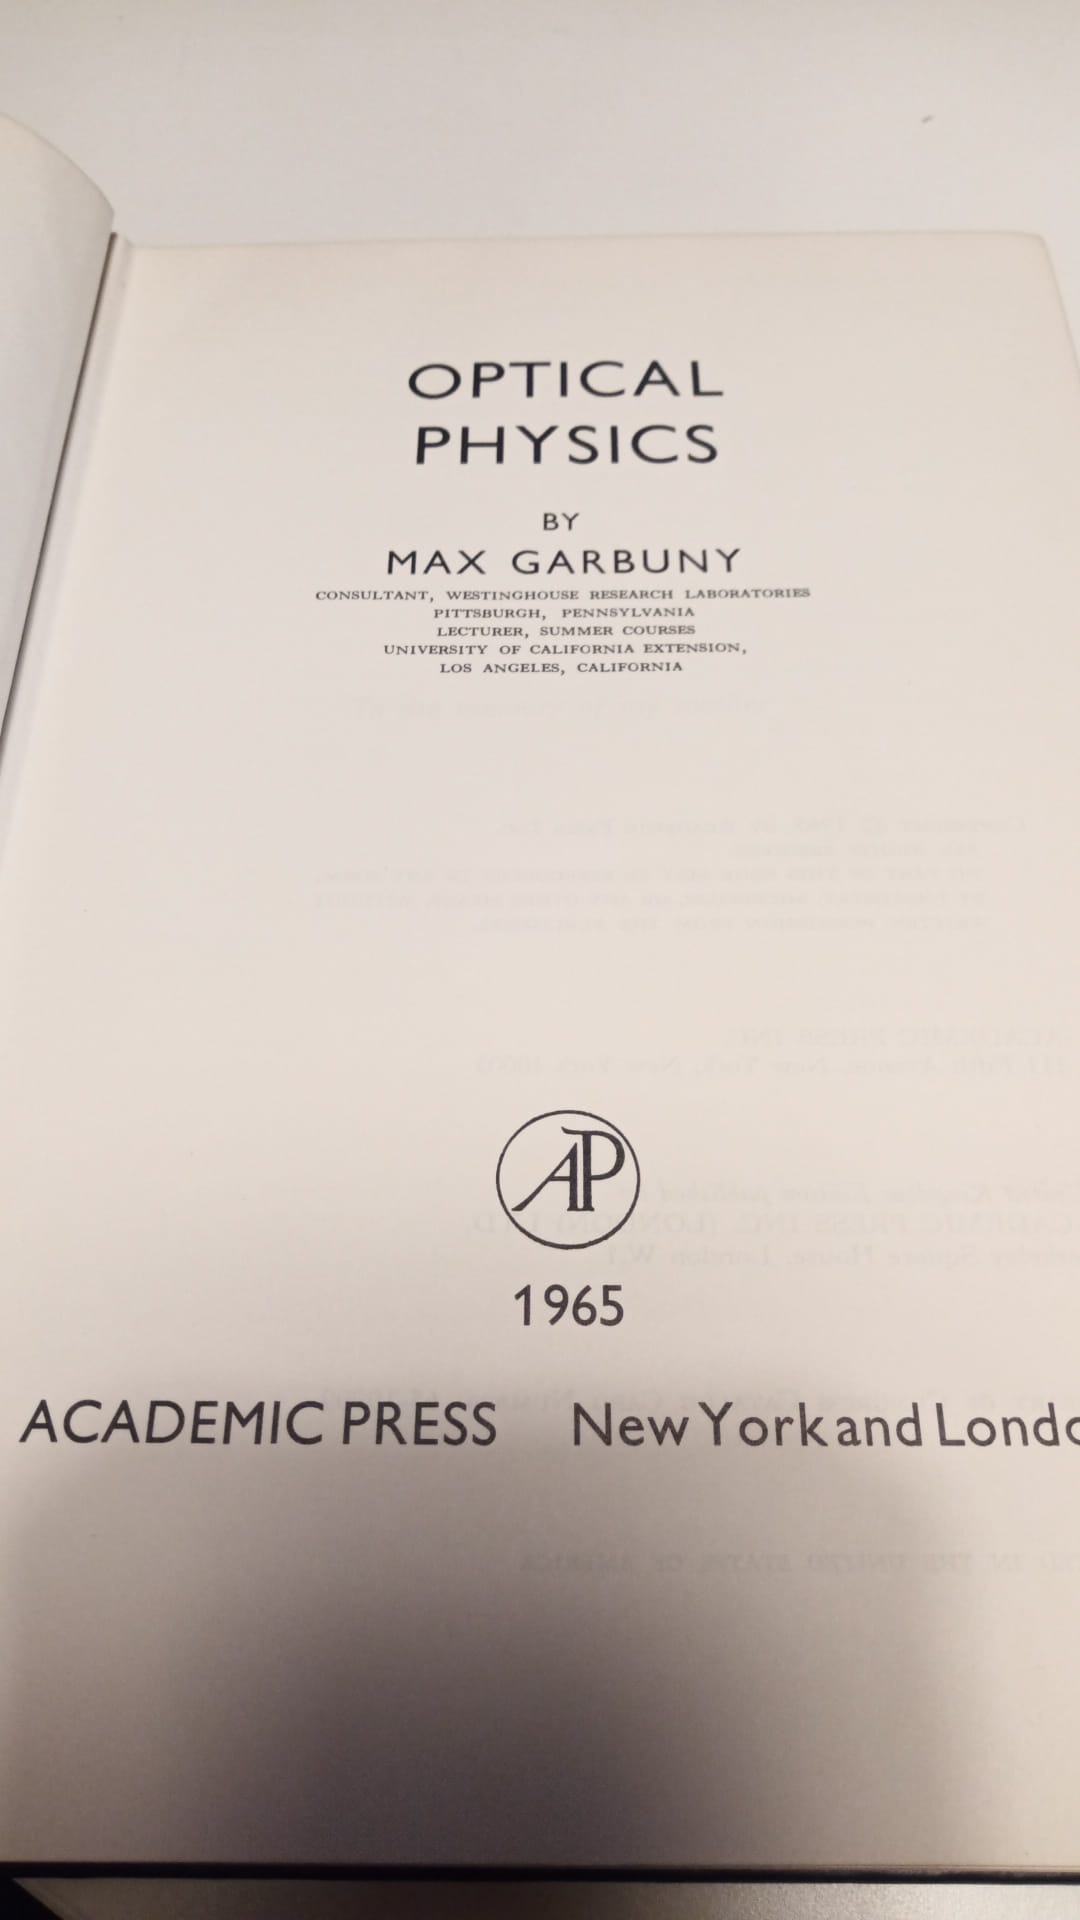 OPTICAL
PHYSICS
BY
MAX GARBUNY
CONSULTANT, WESTINGHOUSE RESEARCH LABORATORIES
PITTSBURGH, PENNSYLVANIA
LECTURER, SUMMER COURSES
UNIVERSITY OF CALIFORNIA EXTENSION,
LOS ANGELES, CALIFORNIA
AP
1965
ACADEMIC PRESS New York and Londo